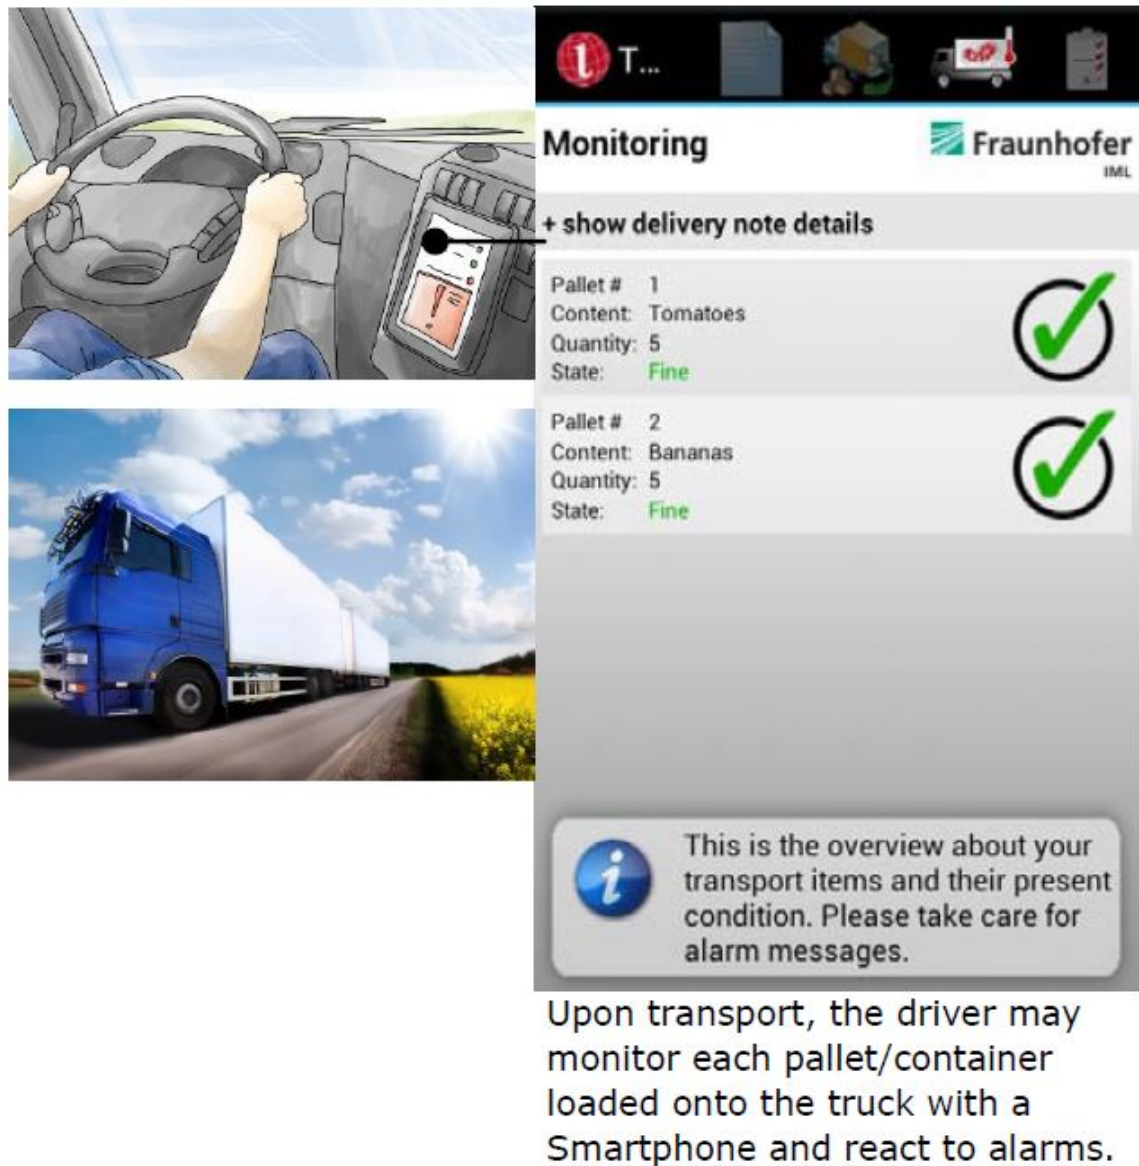 T...
Monitoring
Fraunhofer
IML
+ show delivery note details
Pallet # 1
Content: Tomatoes
Quantity: 5
State: Fine
Pallet # 2
Content: Bananas
Quantity: 5
State: Fine
This is the overview about your
transport items and their present
condition. Please take care for
alarm messages.
Upon transport, the driver may
monitor each pallet/container
loaded onto the truck with a
Smartphone and react to alarms.